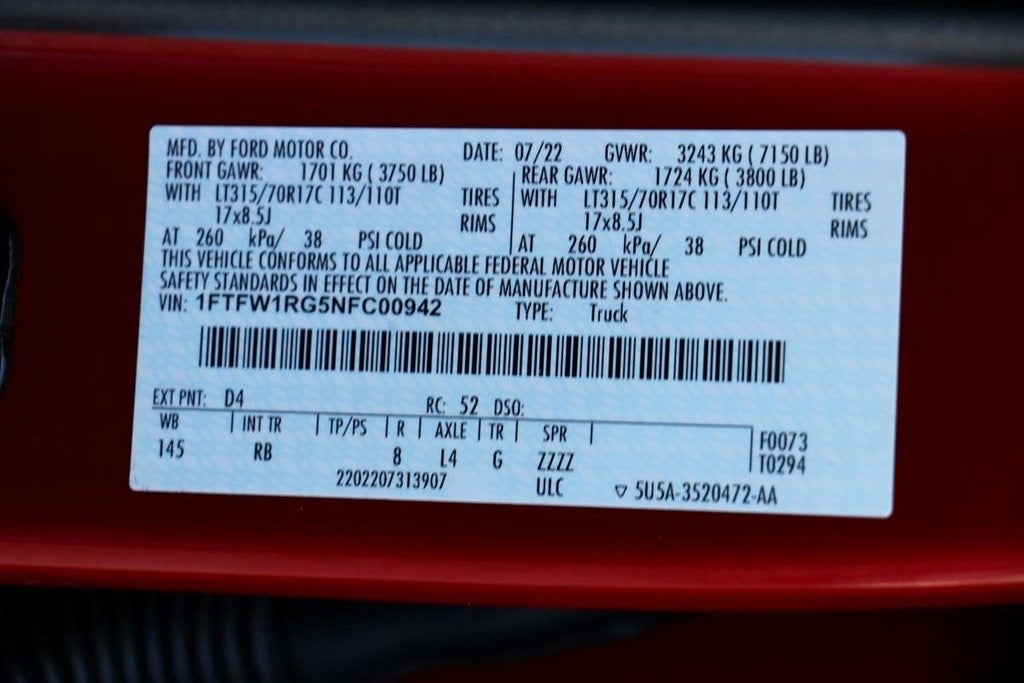 MFD. BY FORD MOTOR CO. DATE: 07/22 GVWR: 3243 KG ( 7150 LB)
FRONT GAWR: 1701 KG ( 3750 LB) REAR GAWR: 1724 KG ( 3800 LB)
WITH LT315/70R17C 113/110T TIRES WITH LT315/70R17C 113/110T TIRES
17x8.5J RIMS 17x8.5J RIMS
AT 260 kPa/ 38 PSI COLD AT 260 kPa/ 38 PSI COLD
THIS VEHICLE CONFORMS TO ALL APPLICABLE FEDERAL MOTOR VEHICLE
SAFETY STANDARDS IN EFFECT ON THE DATE OF MANUFACTURE SHOWN ABOVE.
VIN: 1FTFW1RG5NFC00942 TYPE: Truck
EXT PNT: D4 RC: 52 DSO:
WB INT TR TP/PS R AXLE TR SPR F0073
145 RB 8 L4 G ZZZZ T0294
2202207313907 ULC ▽ 5U5A-3520472-AA